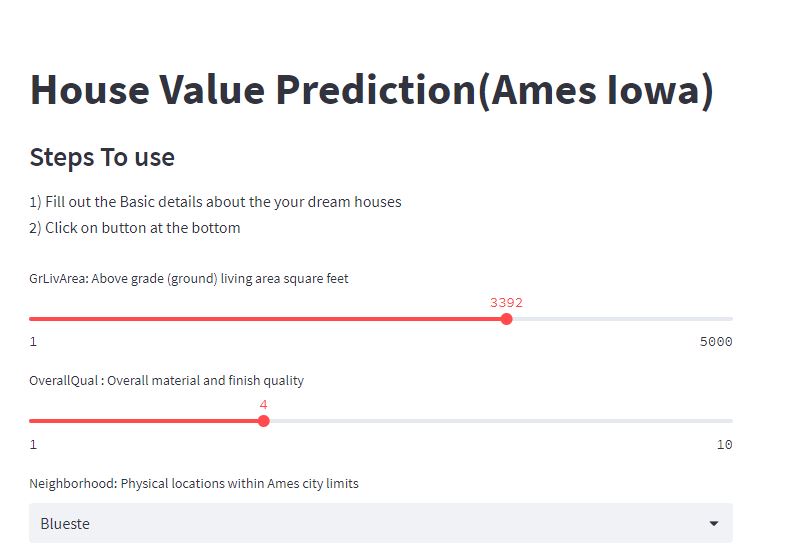 House Value Prediction(Ames Iowa)
Steps To use
1) Fill out the Basic details about the your dream houses
2) Click on button at the bottom
GrLivArea: Above grade (ground) living area square feet
3392
1 5000
OverallQual : Overall material and finish quality
4
1 10
Neighborhood: Physical locations within Ames city limits
Blueste